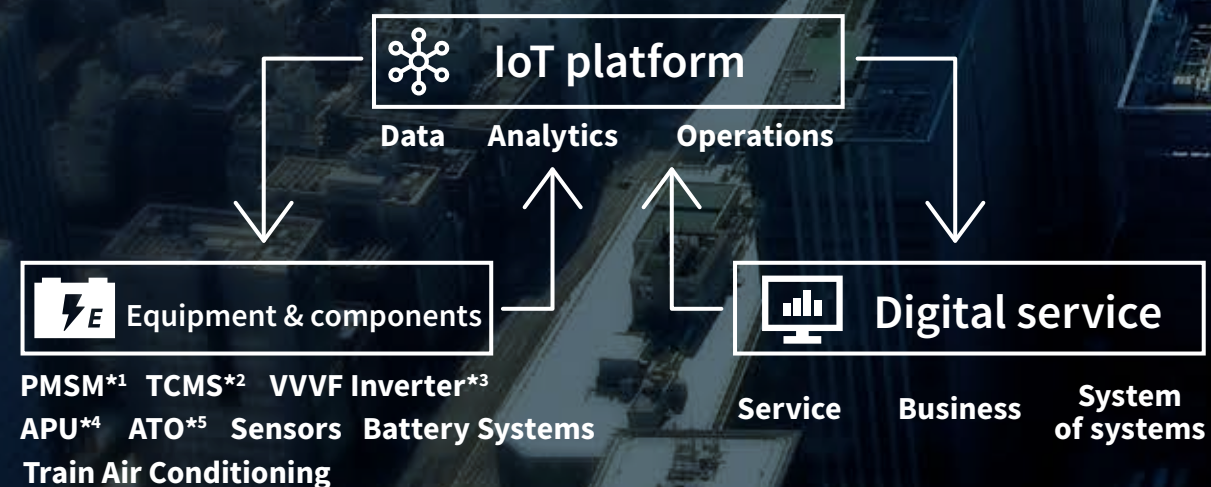 IoT platform
Data Analytics Operations
E Equipment & components
PMSM*1 TCMS*2 VVVF Inverter*3
APU*4 ATO*5 Sensors Battery Systems
Train Air Conditioning
Digital service
Service Business System
of systems